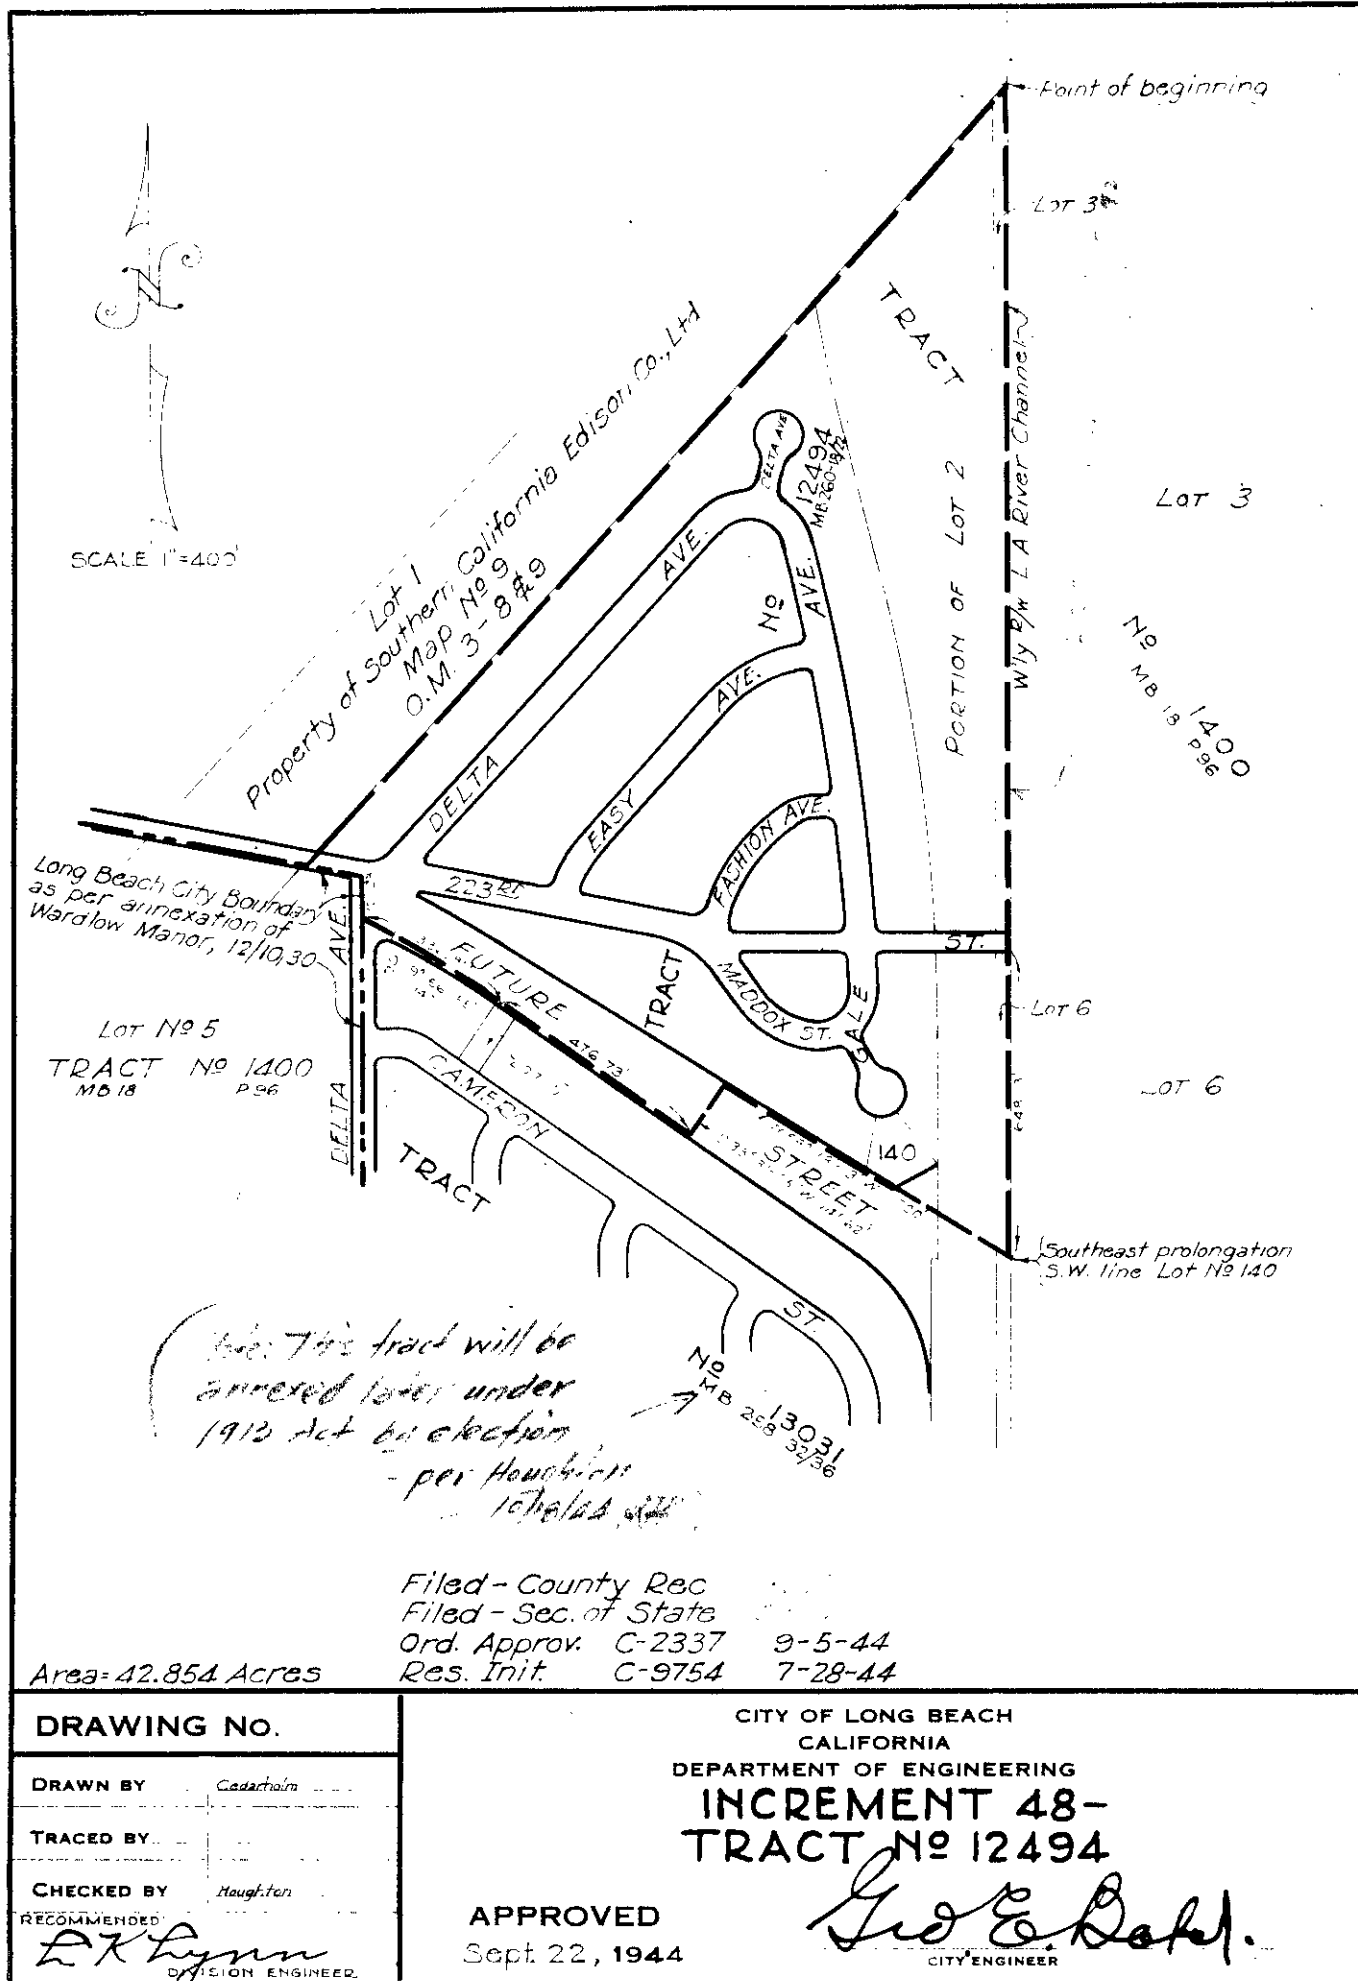 Point of beginning
LOT 3
N
TRACT
W'ly R/W L A River Channel
SCALE 1"=400'
Lot 1
Property of Southern California Edison Co., Ltd
Map Nº 9
O.M. 3-8 & 9
DELTA AVE
12494
MB 260-18/22
Nº
PORTION OF LOT 2
LOT 3
Nº 1400
MB 18 P96
DELTA AVE.
AVE.
EASY AVE.
FASHION AVE.
223RD
ST.
Long Beach City Boundary
as per annexation of
Wardlow Manor, 12/10,30
DELTA AVE.
LOT Nº 5
TRACT Nº 1400
MB 18 P96
FUTURE
STREET
TRACT
MADDOX ST.
GALE
LOT 6
LOT 6
476.73'
CAMERON
ST.
TRACT
140
Southeast prolongation
S.W. line Lot Nº 140
This tract will be
annexed later under
1913 Act by election
- per Houghton
Nº 13031
MB 258 32/36
Filed - County Rec
Filed - Sec. of State
Ord. Approv. C-2337 9-5-44
Res. Init. C-9754 7-28-44
Area = 42.854 Acres
DRAWING NO.
DRAWN BY Cedarholm
TRACED BY
CHECKED BY Houghton
RECOMMENDED
E K Lynn
DIVISION ENGINEER
CITY OF LONG BEACH
CALIFORNIA
DEPARTMENT OF ENGINEERING
INCREMENT 48-
TRACT Nº 12494
APPROVED
Sept. 22, 1944
CITY ENGINEER